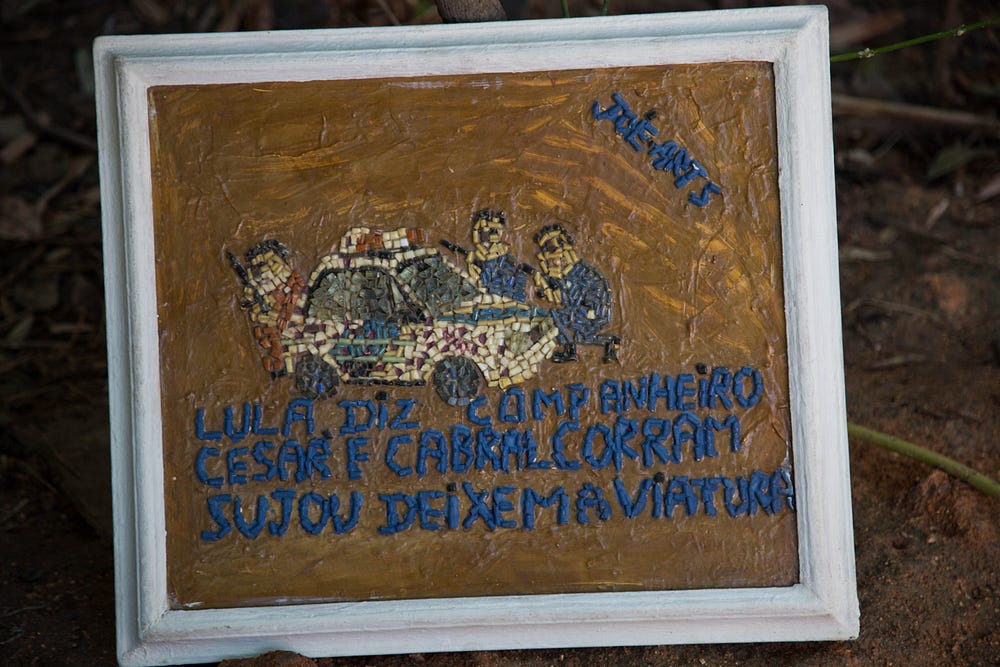 JOE ARTS
LULA DIZ COMPANHEIRO
CESAR E CABRAL CORRAM
SUJOU DEIXEM A VIATURA